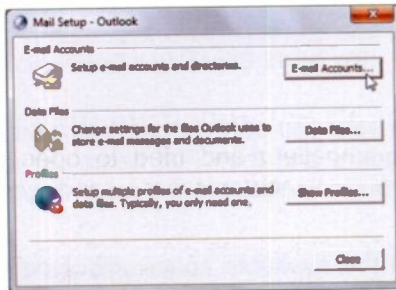 Mail Setup - Outlook
E-mail Accounts
Setup e-mail accounts and directories.
E-mail Accounts...
Data Files
Change settings for the files Outlook uses to
store e-mail messages and documents.
Data Files...
Profiles
Setup multiple profiles of e-mail accounts and
data files. Typically, you only need one.
Show Profiles...
Close